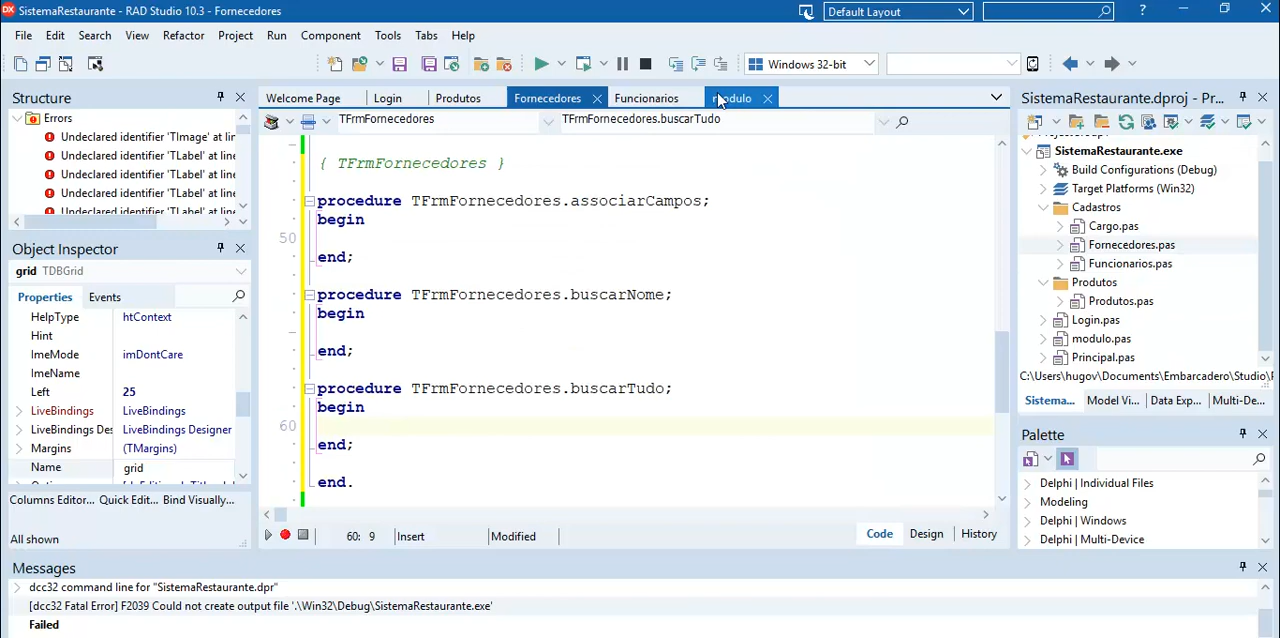 SistemaRestaurante - RAD Studio 10.3 - Fornecedores
Default Layout
File Edit Search View Refactor Project Run Component Tools Tabs Help
Windows 32-bit
Structure
Errors
Undeclared identifier 'TImage' at line
Undeclared identifier 'TLabel' at line
Undeclared identifier 'TLabel' at line
Undeclared identifier 'TLabel' at line
Undeclared identifier 'TLabel' at line
Object Inspector
grid TDBGrid
Properties Events
HelpType htContext
Hint
ImeMode imDontCare
ImeName
Left 25
LiveBindings LiveBindings
LiveBindings Des LiveBindings Designer
Margins (TMargins)
Name grid
Columns Editor... Quick Edit... Bind Visually...
All shown
Welcome Page Login Produtos Fornecedores Funcionarios modulo
TFrmFornecedores TFrmFornecedores.buscarTudo
{ TFrmFornecedores }
procedure TFrmFornecedores.associarCampos;
begin
50
end;
procedure TFrmFornecedores.buscarNome;
begin
end;
procedure TFrmFornecedores.buscarTudo;
begin
60
end;
end.
60: 9 Insert Modified Code Design History
SistemaRestaurante.dproj - Pr...
SistemaRestaurante.exe
Build Configurations (Debug)
Target Platforms (Win32)
Cadastros
Cargo.pas
Fornecedores.pas
Funcionarios.pas
Produtos
Produtos.pas
Login.pas
modulo.pas
Principal.pas
C:\Users\hugov\Documents\Embarcadero\Studio\P
Sistema... Model Vi... Data Exp... Multi-De...
Palette
Delphi | Individual Files
Modeling
Delphi | Windows
Delphi | Multi-Device
Messages
dcc32 command line for "SistemaRestaurante.dpr"
[dcc32 Fatal Error] F2039 Could not create output file '.\Win32\Debug\SistemaRestaurante.exe'
Failed